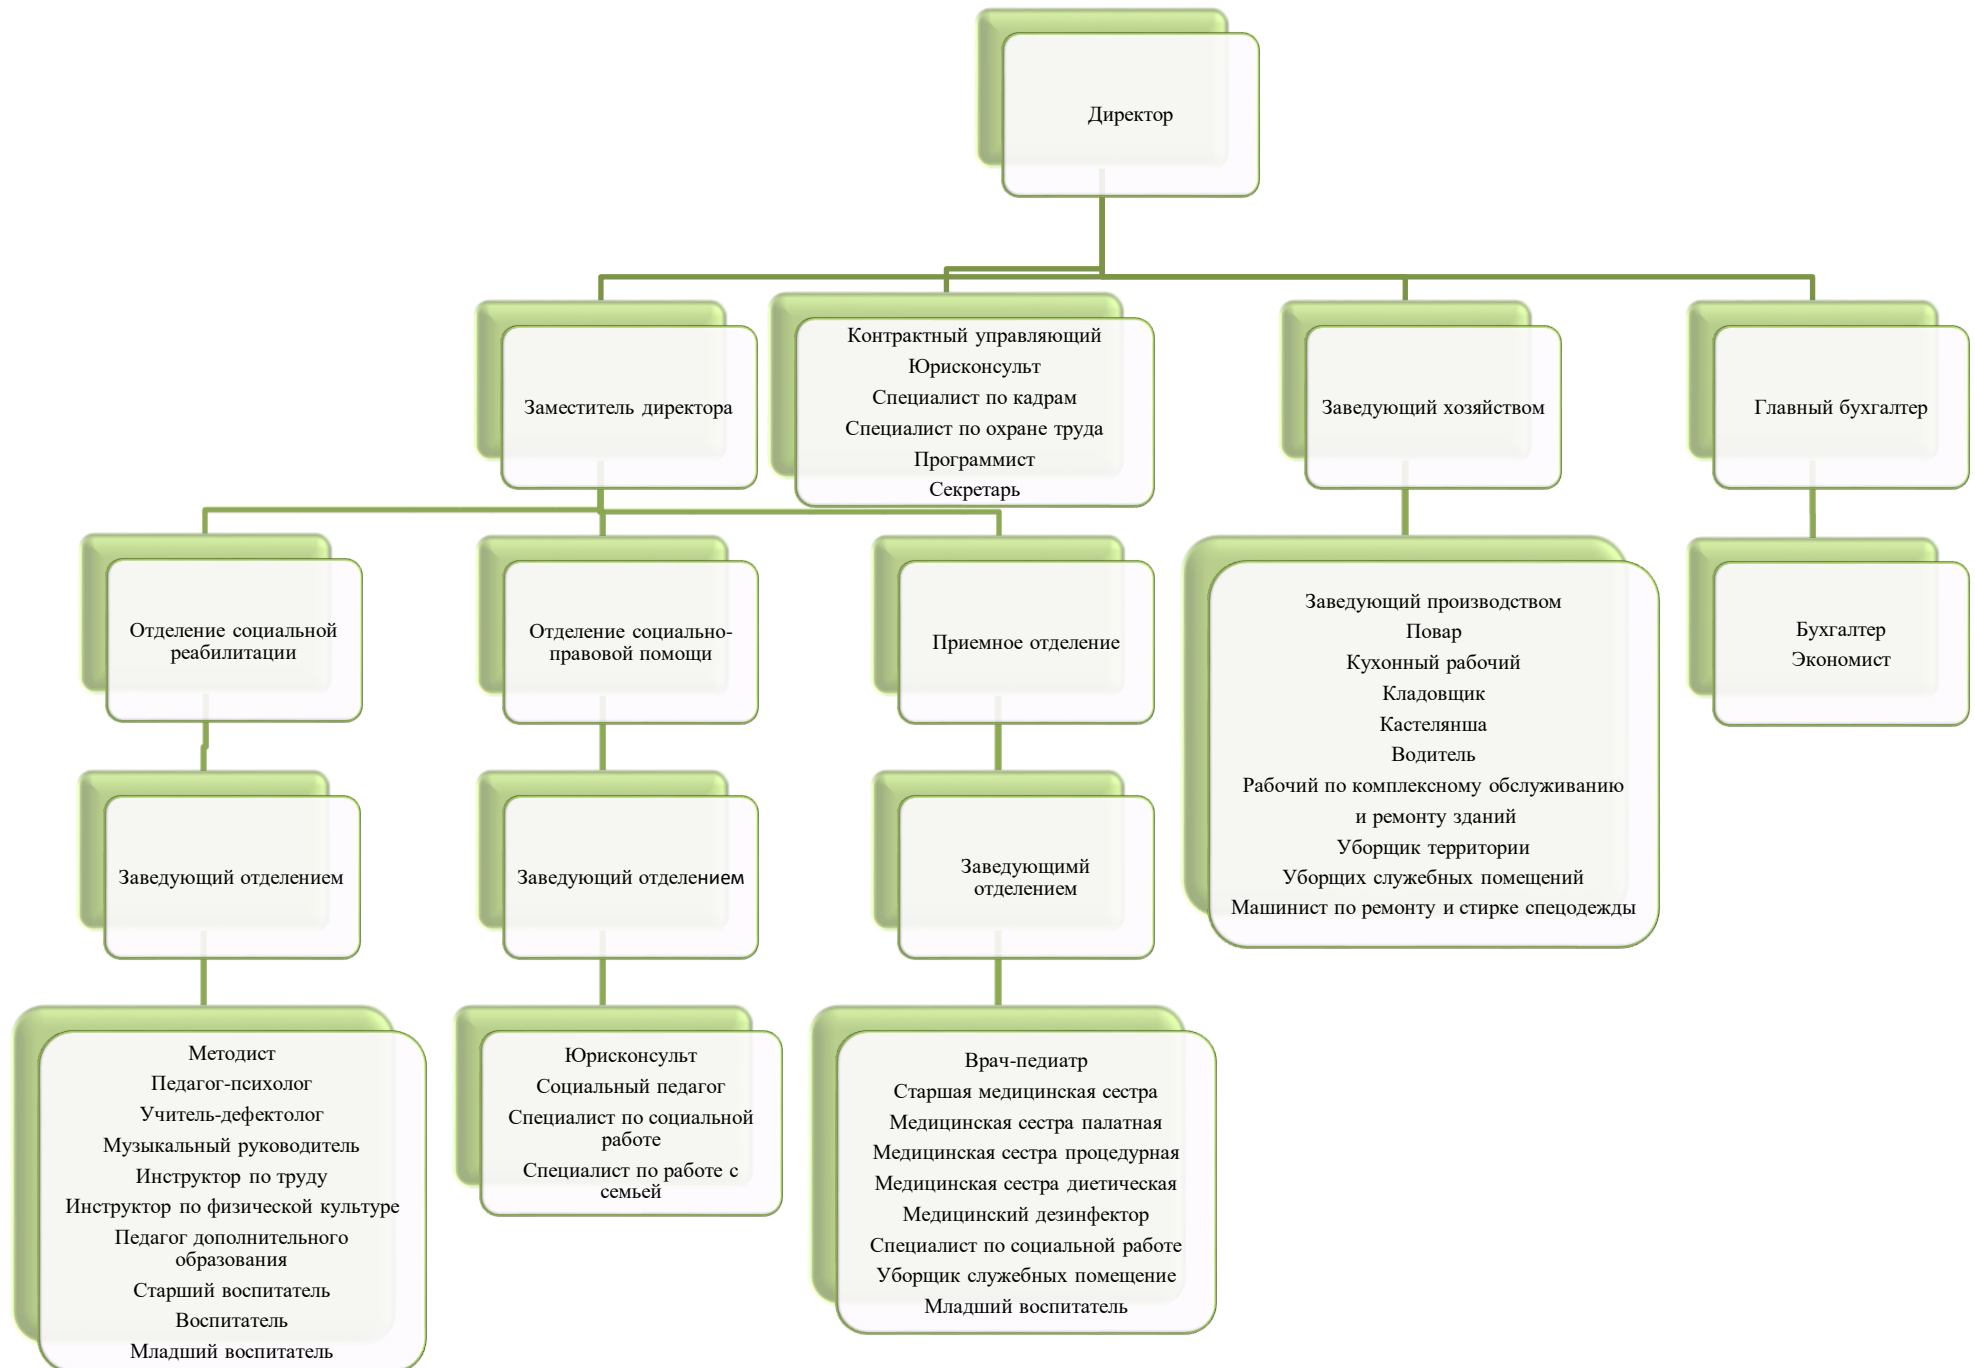 Директор
Заместитель директора
Контрактный управляющий
Юрисконсульт
Специалист по кадрам
Специалист по охране труда
Программист
Секретарь
Заведующий хозяйством
Главный бухгалтер
Отделение социальной
реабилитации
Отделение социально-
правовой помощи
Приемное отделение
Заведующий производством
Повар
Кухонный рабочий
Кладовщик
Кастелянша
Водитель
Рабочий по комплексному обслуживанию
и ремонту зданий
Уборщик территории
Уборщих служебных помещений
Машинист по ремонту и стирке спецодежды
Бухгалтер
Экономист
Заведующий отделением
Заведующий отделением
Заведующимй
отделением
Методист
Педагог-психолог
Учитель-дефектолог
Музыкальный руководитель
Инструктор по труду
Инструктор по физической культуре
Педагог дополнительного
образования
Старший воспитатель
Воспитатель
Младший воспитатель
Юрисконсульт
Социальный педагог
Специалист по социальной
работе
Специалист по работе с
семьей
Врач-педиатр
Старшая медицинская сестра
Медицинская сестра палатная
Медицинская сестра процедурная
Медицинская сестра диетическая
Медицинский дезинфектор
Специалист по социальной работе
Уборщик служебных помещение
Младший воспитатель